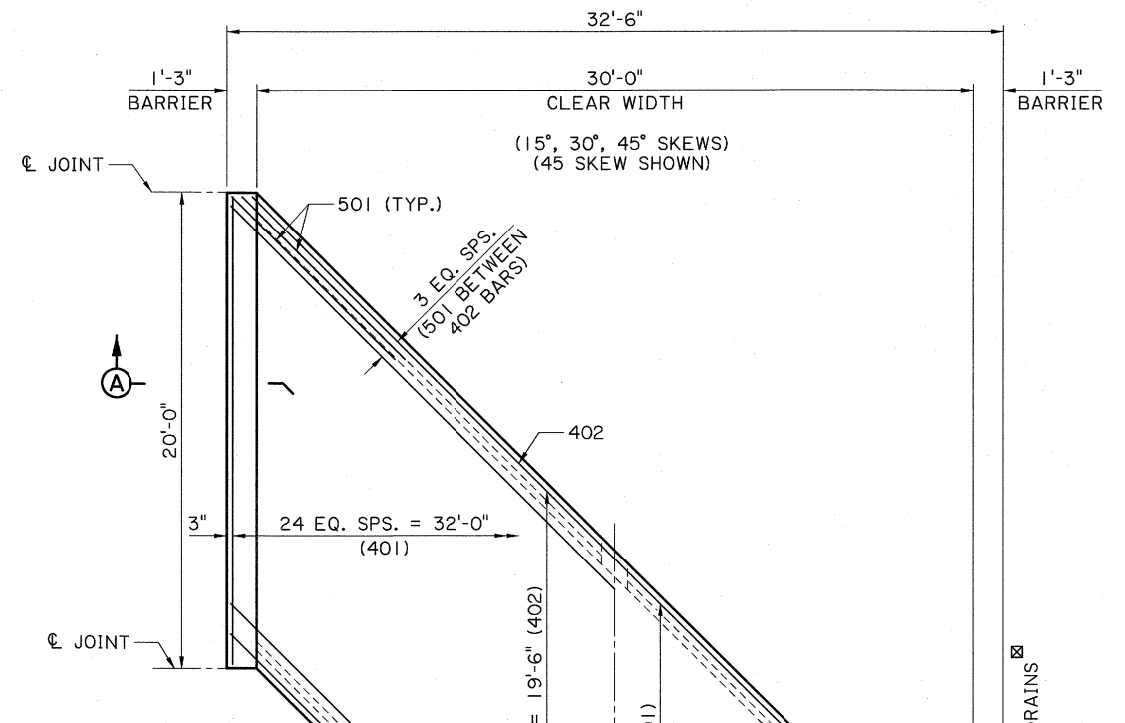 32'-6"
1'-3"
BARRIER
30'-0"
CLEAR WIDTH
1'-3"
BARRIER
(15°, 30°, 45° SKEWS)
(45 SKEW SHOWN)
℄ JOINT
501 (TYP.)
3 EQ. SPS.
(501 BETWEEN
402 BARS)
A
20'-0"
402
3"
24 EQ. SPS. = 32'-0"
(401)
= 19'-6" (402)
℄ JOINT